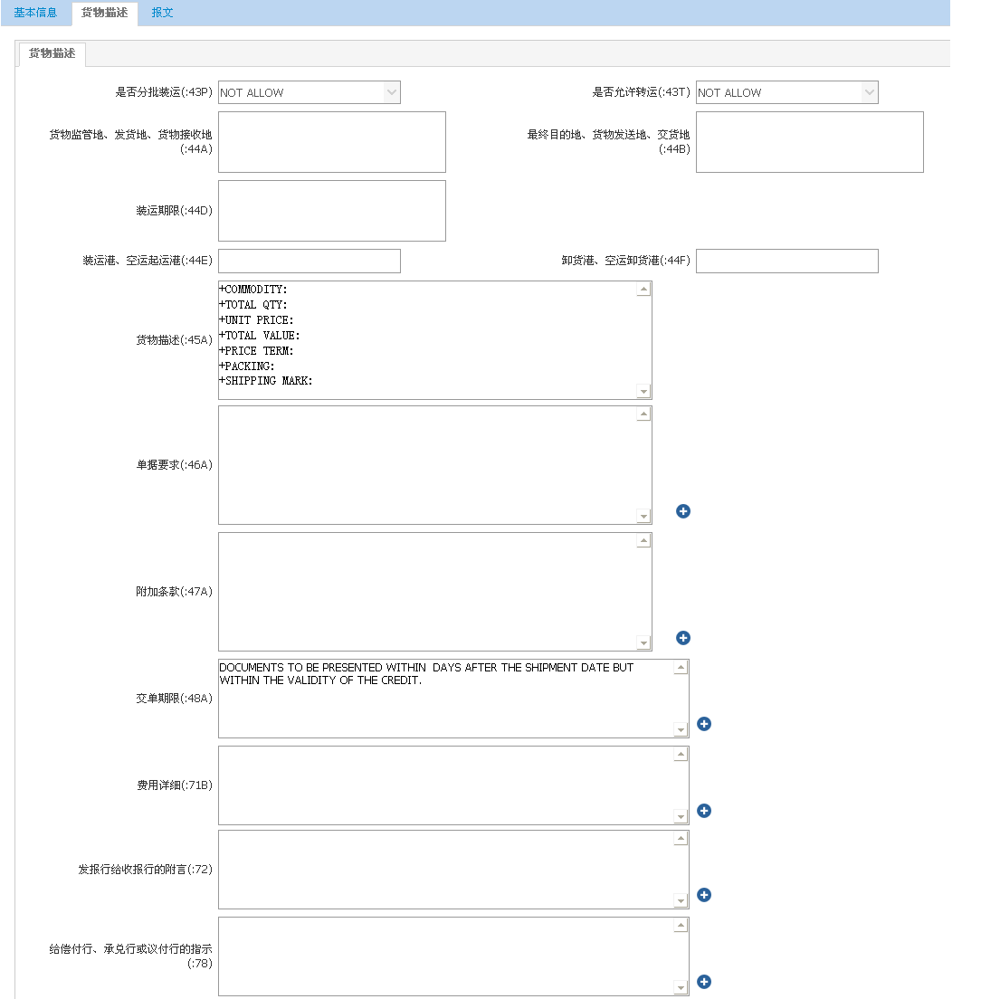 基本信息 货物描述 报文
货物描述
是否分批装运(:43P) NOT ALLOW 是否允许转运(:43T) NOT ALLOW
货物监管地、发货地、货物接收地
(:44A)
最终目的地、货物发送地、交货地
(:44B)
装运期限(:44D)
装运港、空运起运港(:44E) 卸货港、空运卸货港(:44F)
货物描述(:45A)
+COMMODITY:
+TOTAL QTY:
+UNIT PRICE:
+TOTAL VALUE:
+PRICE TERM:
+PACKING:
+SHIPPING MARK:
单据要求(:46A)
附加条款(:47A)
交单期限(:48A)
DOCUMENTS TO BE PRESENTED WITHIN  DAYS AFTER THE SHIPMENT DATE BUT
WITHIN THE VALIDITY OF THE CREDIT.
费用详细(:71B)
发报行给收报行的附言(:72)
给偿付行、承兑行或议付行的指示
(:78)